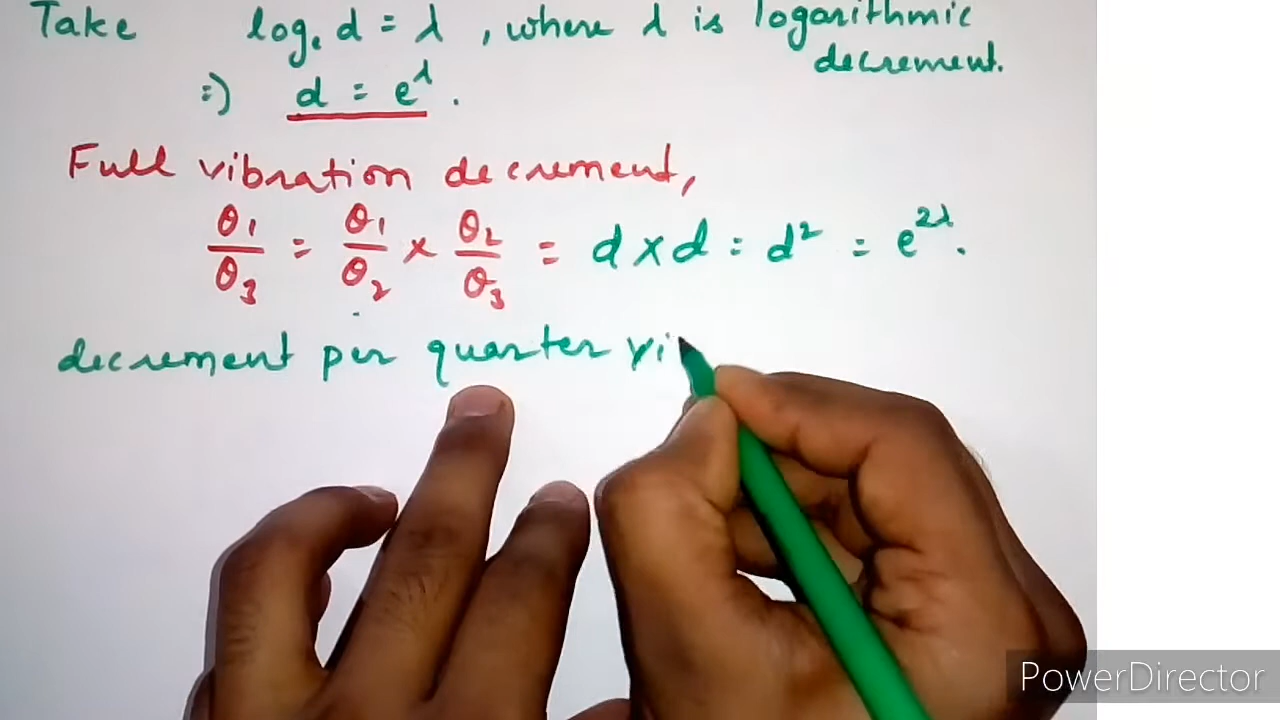 Take logₑ d = λ , where λ is logarithmic
decrement.
=) d = e^λ .
Full vibration decrement,
θ₁/θ₃ = θ₁/θ₂ × θ₂/θ₃ = d × d = d² = e^2λ .
decrement per quarter vi
PowerDirector